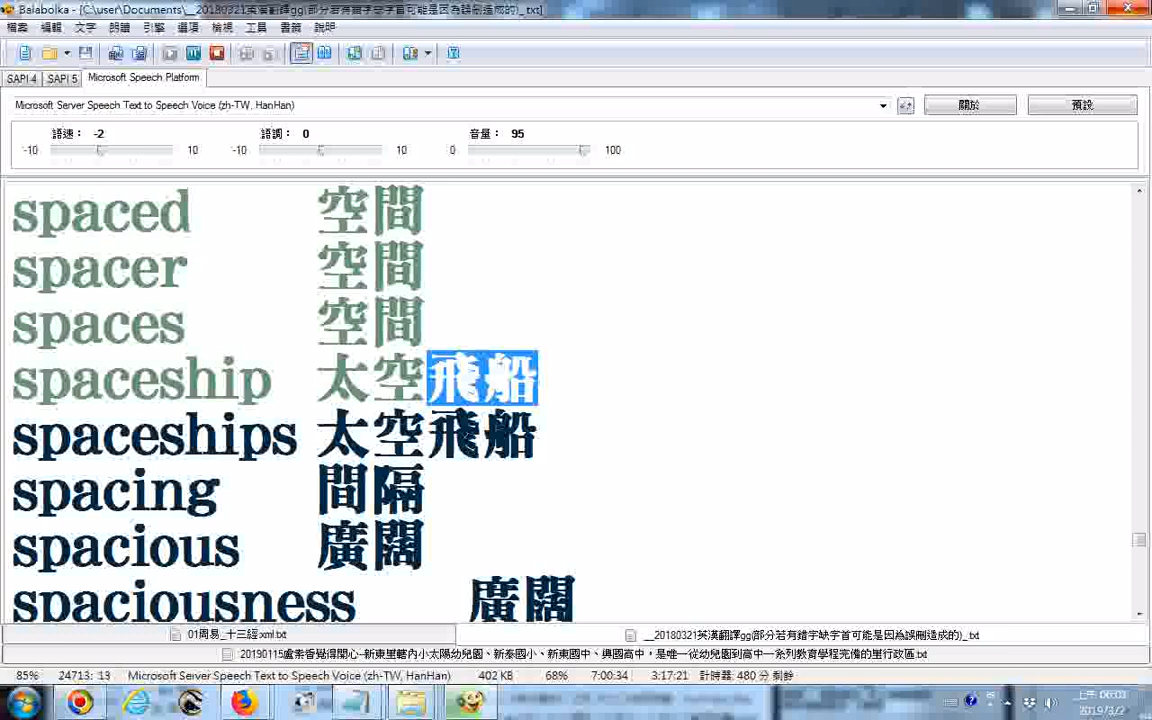 Balabolka - [C:\user\Documents\__20180321英漢翻譯gg(部分若有錯字缺字首可能是因為誤刪造成的)_.txt]
檔案 編輯 文字 朗讀 引擎 選項 檢視 工具 書籤 說明
SAPI 4 SAPI 5 Microsoft Speech Platform
Microsoft Server Speech Text to Speech Voice (zh-TW, HanHan) 關於 預設
語速： -2 語調： 0 音量： 95
-10 10 -10 10 0 100
spaced 空間
spacer 空間
spaces 空間
spaceship 太空飛船
spaceships 太空飛船
spacing 間隔
spacious 廣闊
spaciousness 廣闊
01周易_十三經.xml.txt __20180321英漢翻譯gg(部分若有錯字缺字首可能是因為誤刪造成的)_.txt
20190115盧素香覺得開心-新東里轄內小太陽幼兒園、新泰國小、新東國中、興國高中，是唯一從幼兒園到高中一系列教育學程完備的里行政區.txt
85% 24713: 13 Microsoft Server Speech Text to Speech Voice (zh-TW, HanHan) 402 KB 68% 7:00:34 3:17:21 計時器: 480 分 剩餘
上午 06:03
2019/3/2